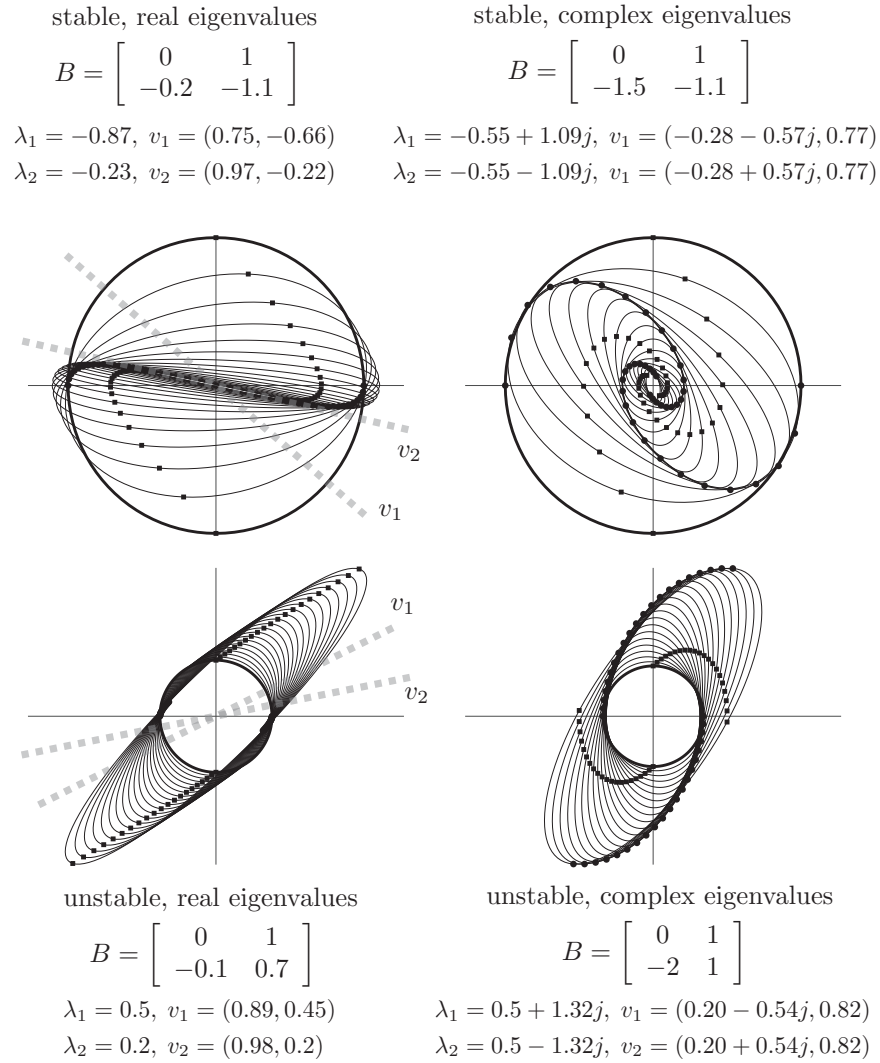 stable, real eigenvalues
B = [ 0 1
-0.2 -1.1 ]
λ₁ = −0.87, v₁ = (0.75, −0.66)
λ₂ = −0.23, v₂ = (0.97, −0.22)
stable, complex eigenvalues
B = [ 0 1
-1.5 -1.1 ]
λ₁ = −0.55 + 1.09j, v₁ = (−0.28 − 0.57j, 0.77)
λ₂ = −0.55 − 1.09j, v₁ = (−0.28 + 0.57j, 0.77)
v₂
v₁
v₁
v₂
unstable, real eigenvalues
B = [ 0 1
-0.1 0.7 ]
λ₁ = 0.5, v₁ = (0.89, 0.45)
λ₂ = 0.2, v₂ = (0.98, 0.2)
unstable, complex eigenvalues
B = [ 0 1
-2 1 ]
λ₁ = 0.5 + 1.32j, v₁ = (0.20 − 0.54j, 0.82)
λ₂ = 0.5 − 1.32j, v₂ = (0.20 + 0.54j, 0.82)